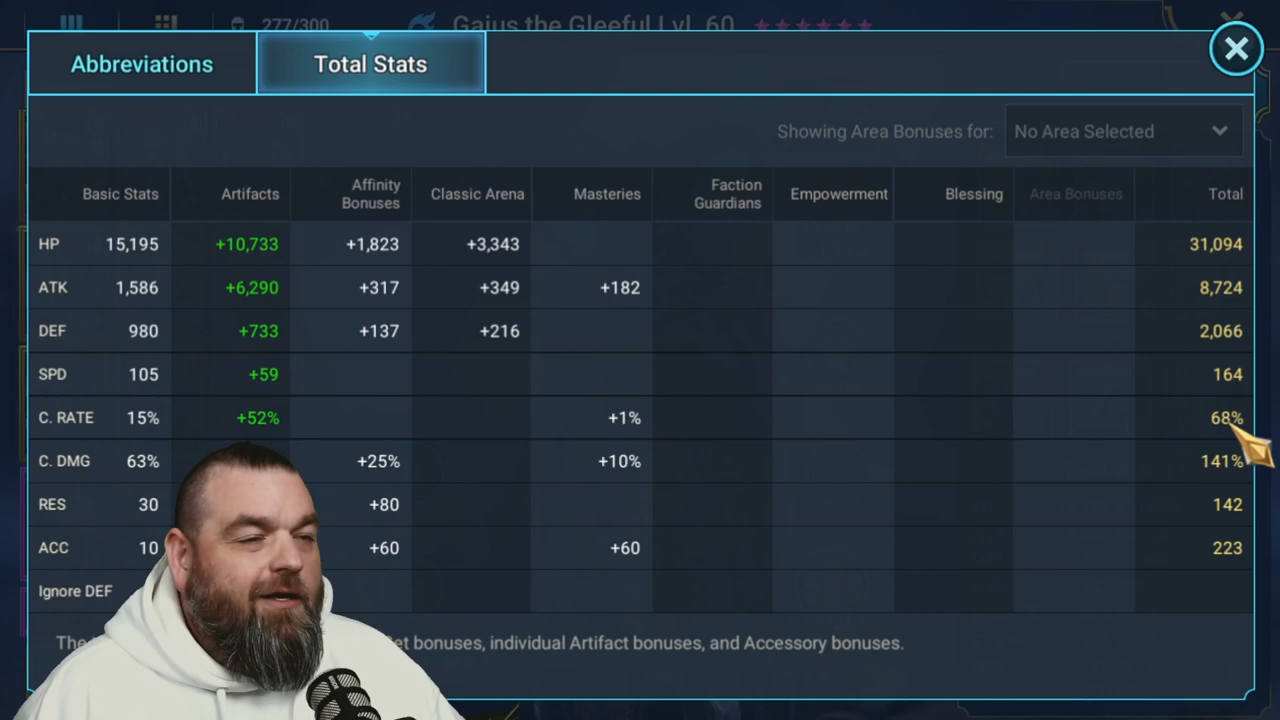 277/300 Gaius the Gleeful Lvl. 60
Abbreviations Total Stats
Showing Area Bonuses for: No Area Selected
Basic Stats Artifacts Affinity Bonuses Classic Arena Masteries Faction Guardians Empowerment Blessing Area Bonuses Total
HP 15,195 +10,733 +1,823 +3,343 31,094
ATK 1,586 +6,290 +317 +349 +182 8,724
DEF 980 +733 +137 +216 2,066
SPD 105 +59 164
C. RATE 15% +52% +1% 68%
C. DMG 63% +25% +10% 141%
RES 30 +80 142
ACC 10 +60 +60 223
Ignore DEF
The bonuses, individual Artifact bonuses, and Accessory bonuses.